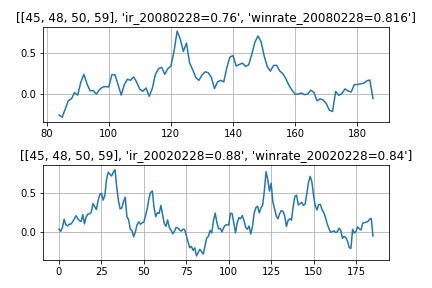 [[45, 48, 50, 59], 'ir_20080228=0.76', 'winrate_20080228=0.816']
0.5
0.0
80 100 120 140 160 180
[[45, 48, 50, 59], 'ir_20020228=0.88', 'winrate_20020228=0.84']
0.5
0.0
0 25 50 75 100 125 150 175